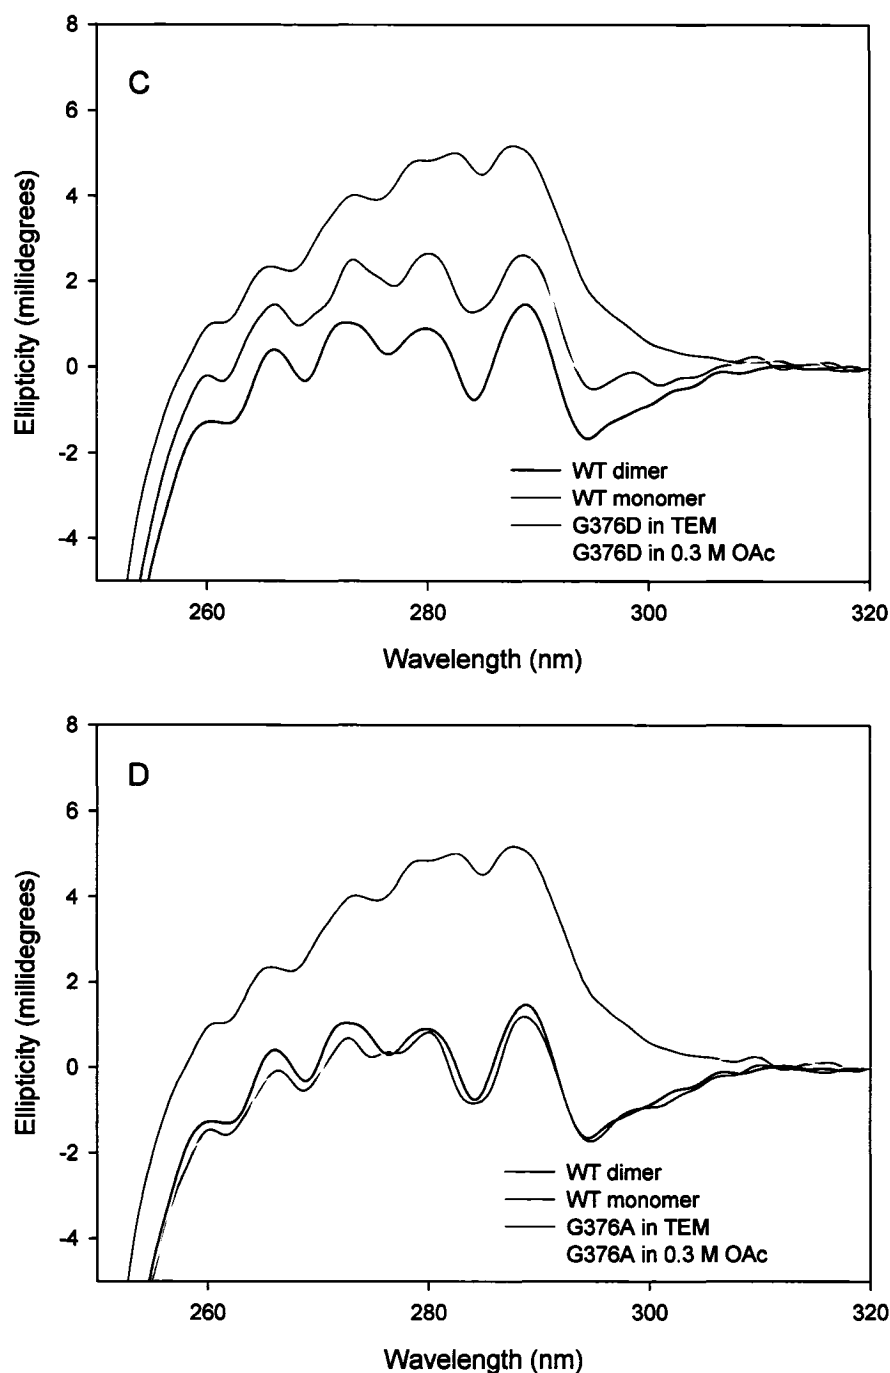 8
C
6
4
2
0
-2
-4
Ellipticity (millidegrees)
WT dimer
WT monomer
G376D in TEM
G376D in 0.3 M OAc
260
280
300
320
Wavelength (nm)
8
D
6
4
2
0
-2
-4
Ellipticity (millidegrees)
WT dimer
WT monomer
G376A in TEM
G376A in 0.3 M OAc
260
280
300
320
Wavelength (nm)